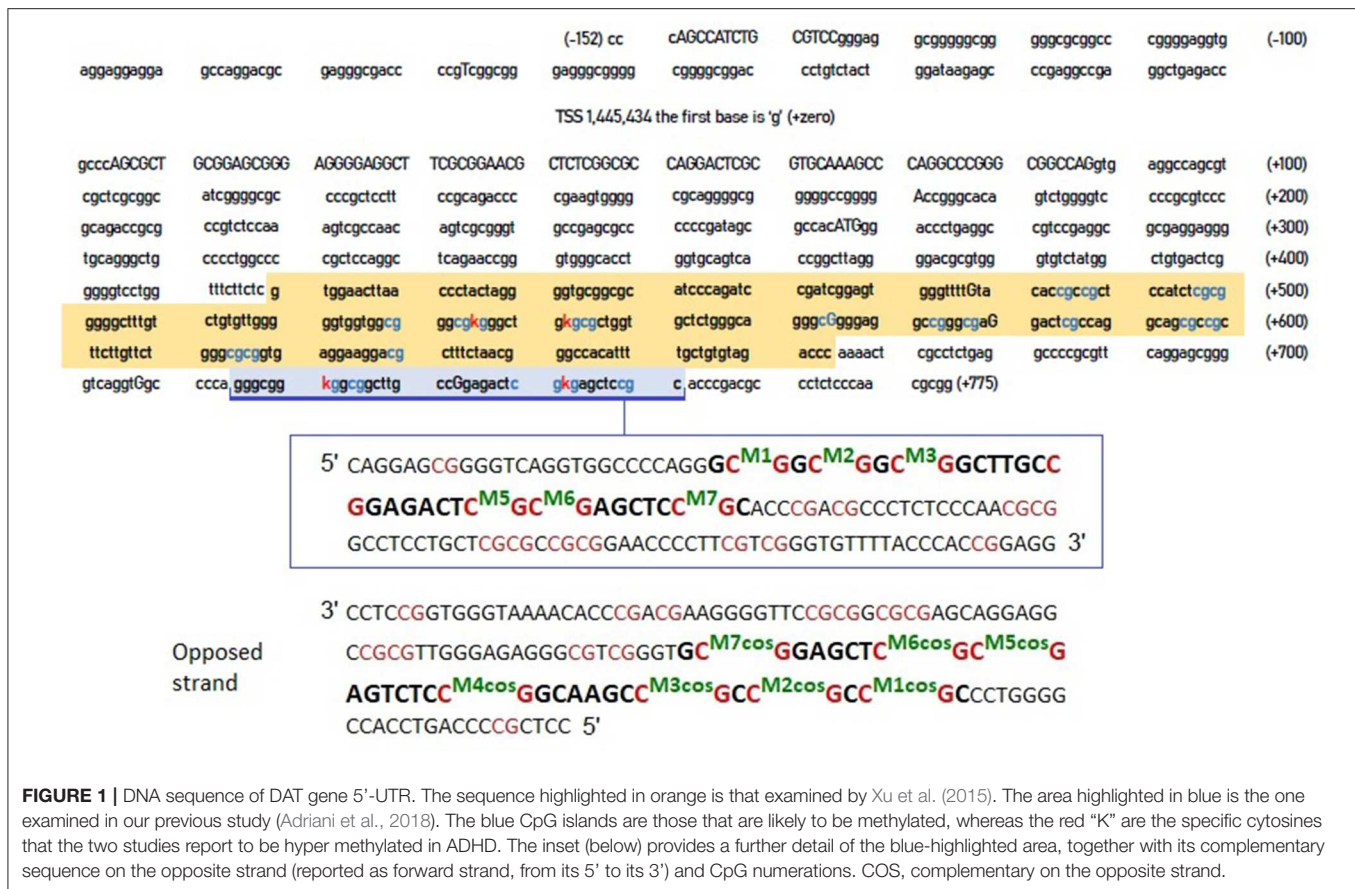 (-152) cc cAGCCATCTG CGTCCgggag gcgggggcgg gggcgcggcc cggggaggtg (-100)
aggaggagga gccaggacgc gagggcgacc ccgTcggcgg gagggcgggg cggggcggac cctgtctact ggataagagc ccgaggccga ggctgagacc
TSS 1,445,434 the first base is 'g' (+zero)
gcccAGCGCT GCGGAGCGGG AGGGGAGGCT TCGCGGAACG CTCTCGGCGC CAGGACTCGC GTGCAAAGCC CAGGCCCGGG CGGCCAGgtg aggccagcgt (+100)
cgctcgcggc atcggggcgc cccgctcctt ccgcagaccc cgaagtgggg cgcaggggcg ggggccgggg Accgggcaca gtctggggtc cccgcgtccc (+200)
gcagaccgcg ccgtctccaa agtcgccaac agtcgcgggt gccgagcgcc ccccgatagc gccacATGgg accctgaggc cgtccgaggc gcgaggaggg (+300)
tgcagggctg cccctggccc cgctccaggc tcagaaccgg gtgggcacct ggtgcagtca ccggcttagg ggacgcgtgg gtgtctatgg ctgtgactcg (+400)
ggggtcctgg tttcttctc g tggaacttaa ccctactagg ggtgcggcgc atcccagatc cgatcggagt gggttttGta caccgccgct ccatctcgcg (+500)
ggggctttgt ctgtgttggg ggtggtggcg ggcgkgggct gkgcgctggt gctctgggca gggcGgggag gccgggcgaG gactcgccag gcagcgccgc (+600)
ttcttgttct gggcgcggtg aggaaggacg ctttctaacg ggccacattt tgctgtgtag accc aaaact cgcctctgag gccccgcgtt caggagcggg (+700)
gtcaggtGgc cccca gggcgg kggcggcttg ccGgagactc gkgagctccg c acccgacgc cctctcccaa cgcgg (+775)
5' CAGGAGCGGGGTCAGGTGGCCCCAGGGCM1GGCM2GGCM3GGCTTGCC
GGAGACTCM5GCM6GAGCTCCM7GCACCCGACGCCCTCTCCCAACGCG
GCCTCCTGCTCGCGCCGCGGAACCCCTTCGTCGGGTGTTTTACCCACCGGAGG 3'
3' CCTCCGGTGGGTAAAACACCCGACGAAGGGGTTCCGCGGCGCGAGCAGGAGG
Opposed
strand
CCGCGTTGGGAGAGGGCGTCGGGTGCM7cosGGAGCTCM6cosGCM5cosG
AGTCTCCM4cosGGCAAGCCM3cosGCCM2cosGCCM1cosGCCCTGGGG
CCACCTGACCCCGCTCC 5'
FIGURE 1 | DNA sequence of DAT gene 5'-UTR. The sequence highlighted in orange is that examined by Xu et al. (2015). The area highlighted in blue is the one
examined in our previous study (Adriani et al., 2018). The blue CpG islands are those that are likely to be methylated, whereas the red “K” are the specific cytosines
that the two studies report to be hyper methylated in ADHD. The inset (below) provides a further detail of the blue-highlighted area, together with its complementary
sequence on the opposite strand (reported as forward strand, from its 5' to its 3') and CpG numerations. COS, complementary on the opposite strand.